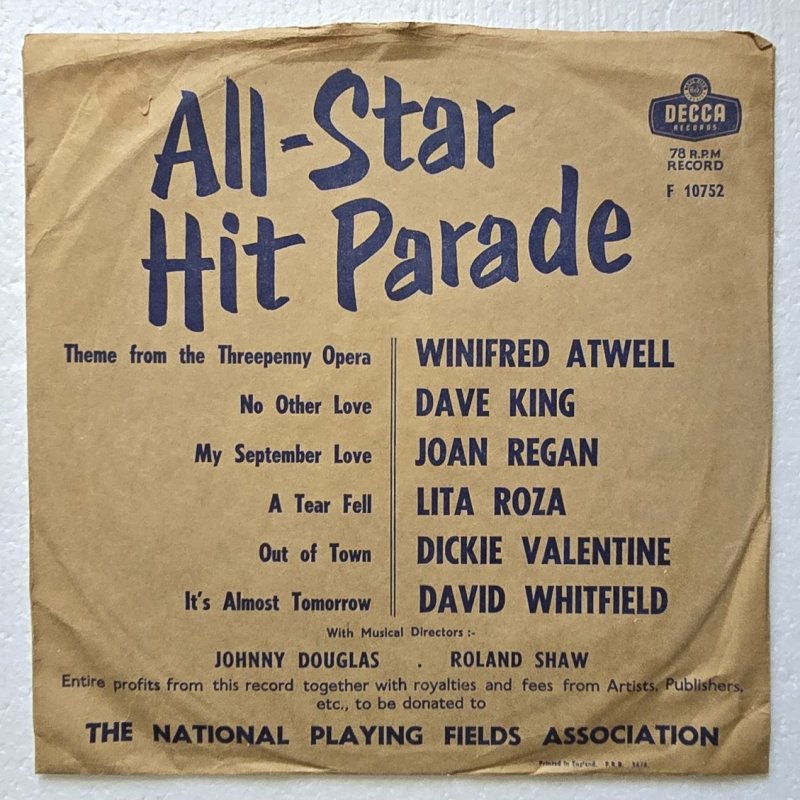 All-Star
Hit Parade
DECCA
RECORDS
78 R.P.M
RECORD
F 10752
Theme from the Threepenny Opera WINIFRED ATWELL
No Other Love DAVE KING
My September Love JOAN REGAN
A Tear Fell LITA ROZA
Out of Town DICKIE VALENTINE
It's Almost Tomorrow DAVID WHITFIELD
With Musical Directors :-
JOHNNY DOUGLAS . ROLAND SHAW
Entire profits from this record together with royalties and fees from Artists, Publishers,
etc., to be donated to
THE NATIONAL PLAYING FIELDS ASSOCIATION
Printed in England. P.R.B.